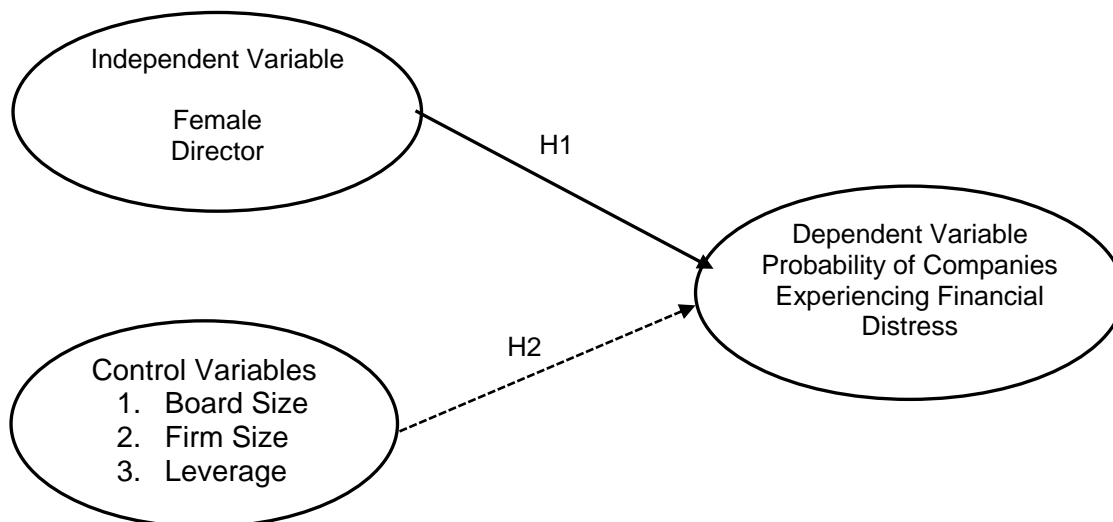 Independent Variable
Female
Director
H1
Dependent Variable
Probability of Companies
Experiencing Financial
Distress
H2
Control Variables
1. Board Size
2. Firm Size
3. Leverage